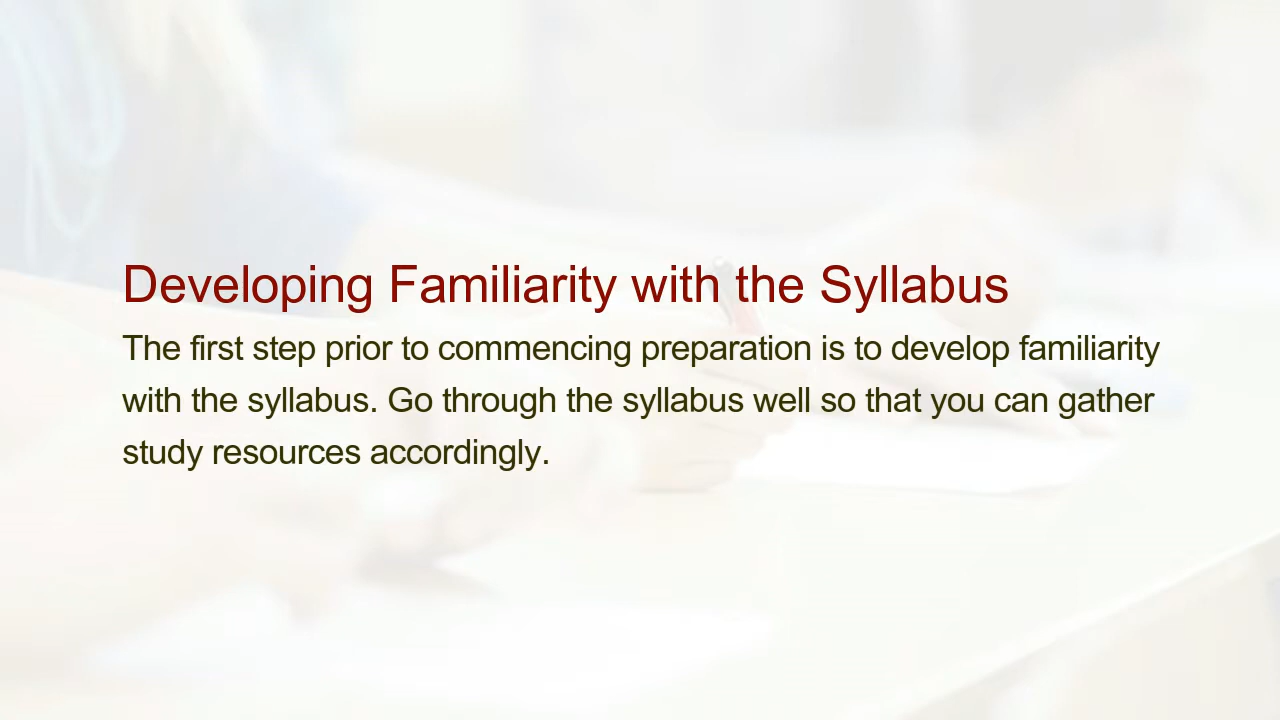 Developing Familiarity with the Syllabus
The first step prior to commencing preparation is to develop familiarity
with the syllabus. Go through the syllabus well so that you can gather
study resources accordingly.